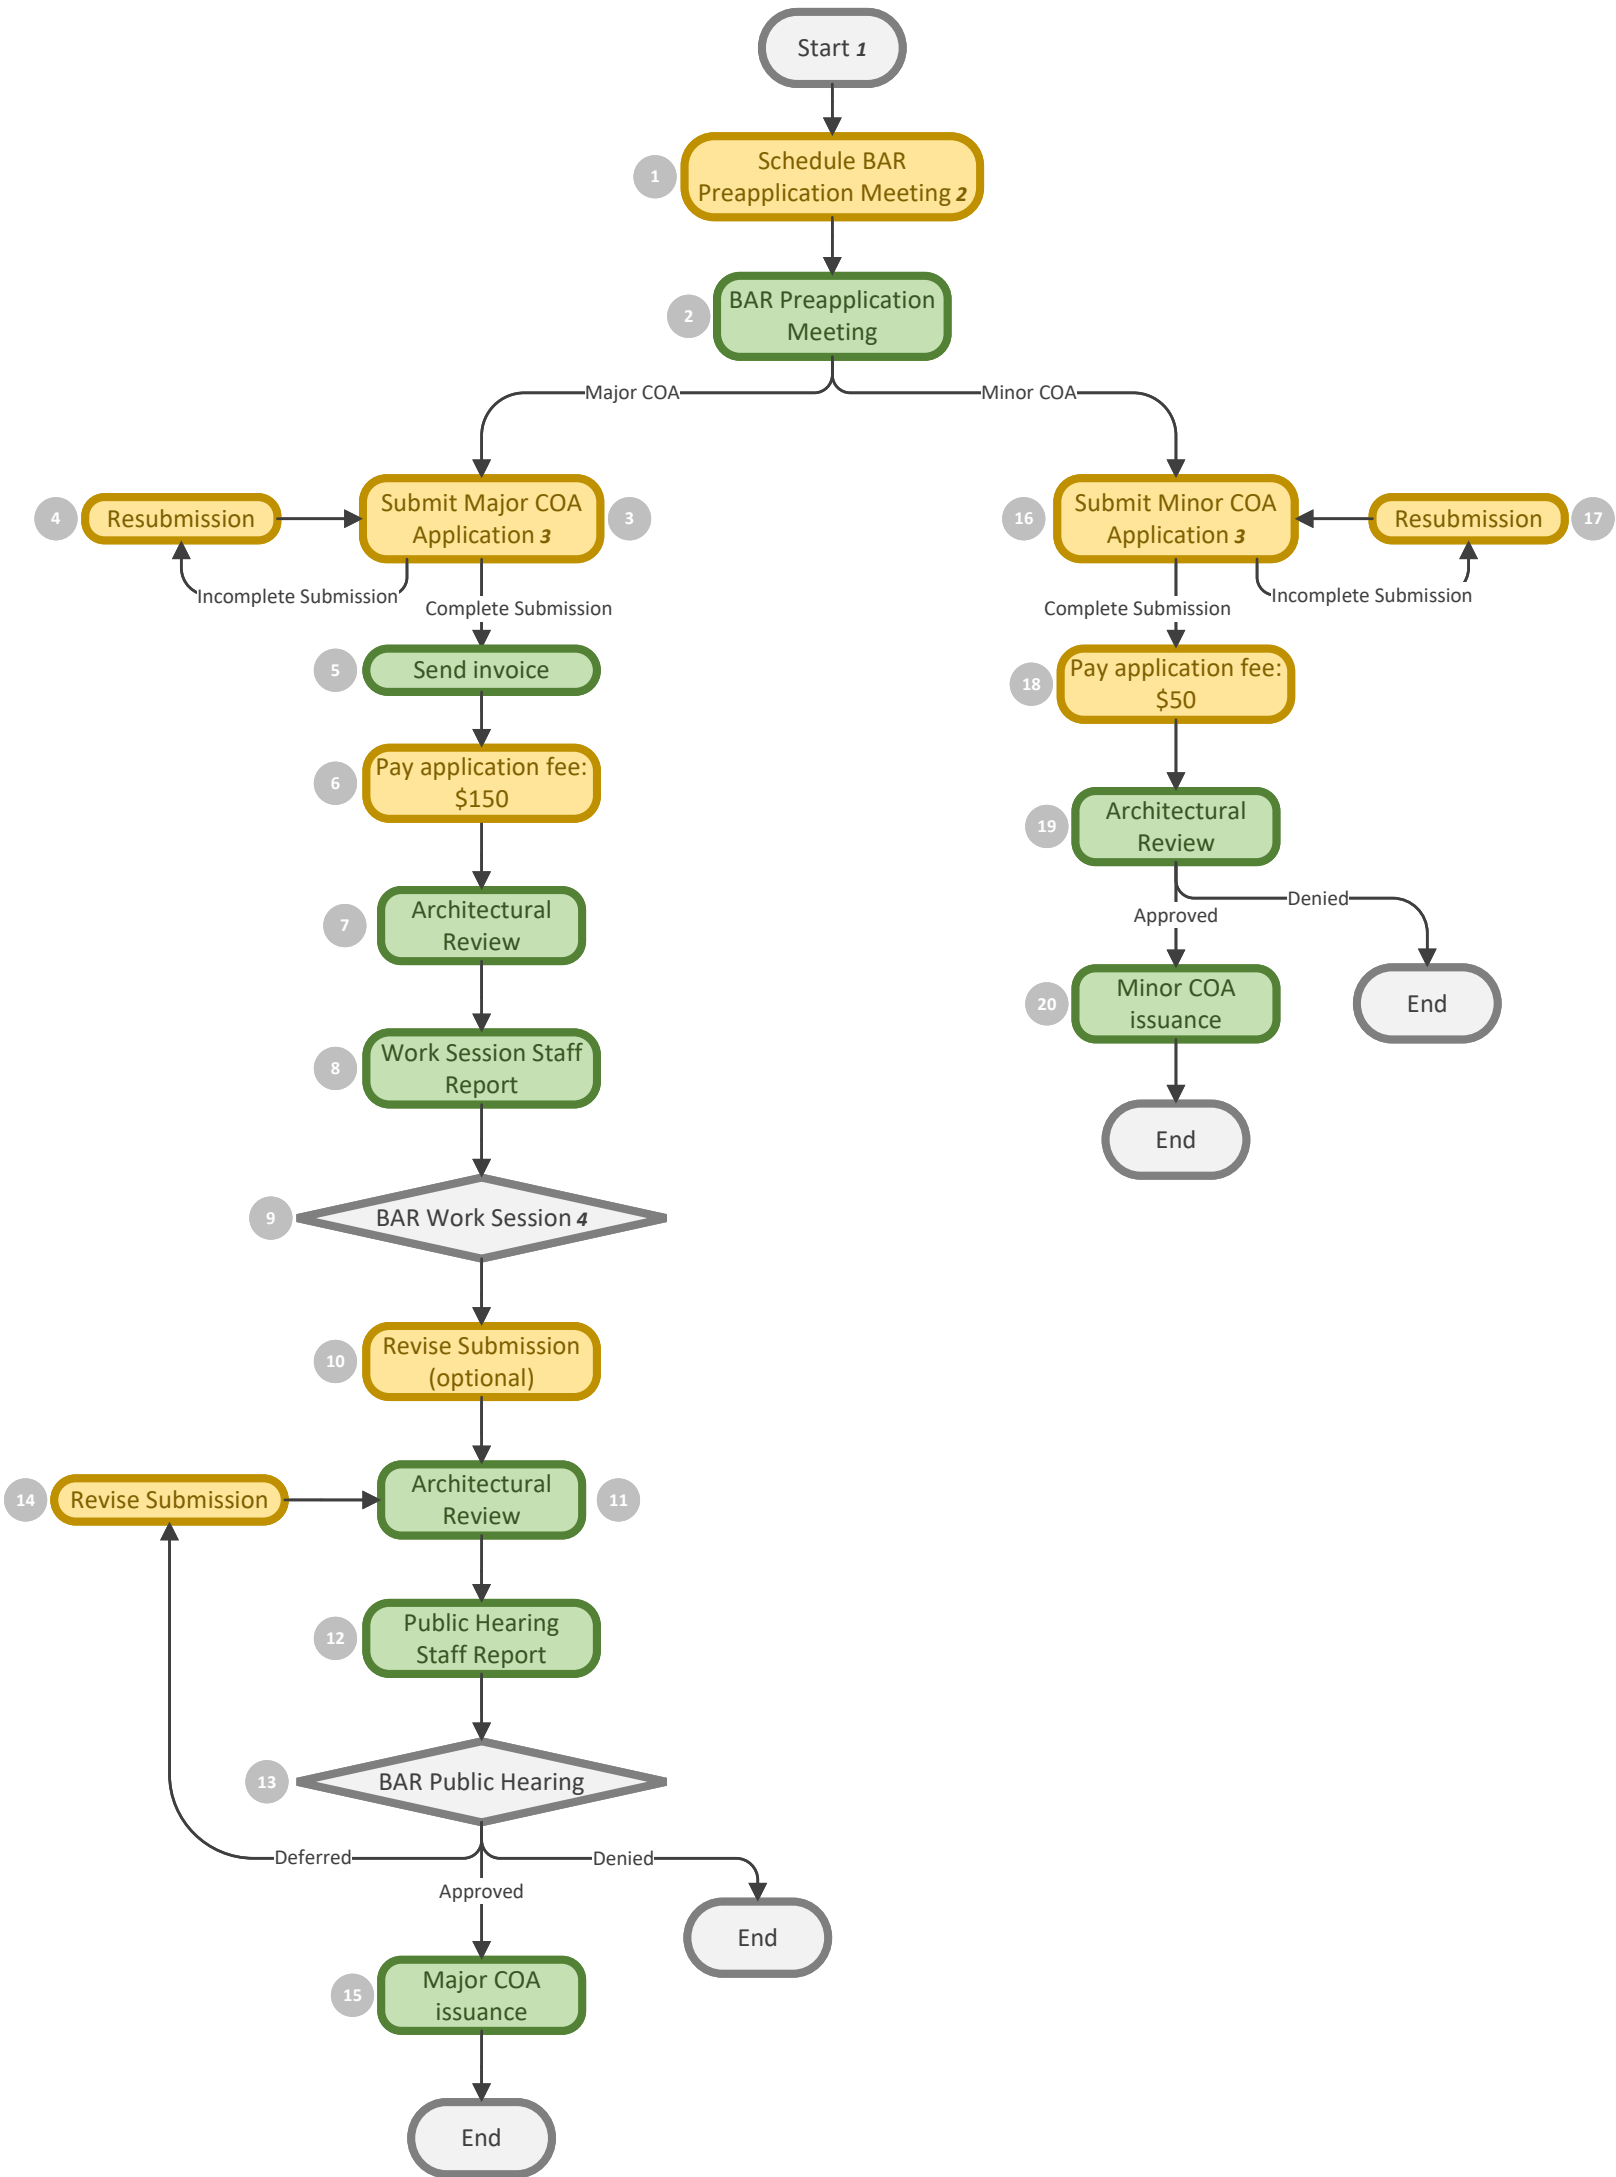 Start 1
1
Schedule BAR
Preapplication Meeting 2
2
BAR Preapplication
Meeting
Major COA
Minor COA
4
Resubmission
Submit Major COA
Application 3
3
Incomplete Submission
Complete Submission
5
Send invoice
6
Pay application fee:
$150
7
Architectural
Review
8
Work Session Staff
Report
9
BAR Work Session 4
10
Revise Submission
(optional)
14
Revise Submission
Architectural
Review
11
12
Public Hearing
Staff Report
13
BAR Public Hearing
Deferred
Denied
Approved
End
15
Major COA
issuance
End
16
Submit Minor COA
Application 3
Resubmission
17
Complete Submission
Incomplete Submission
18
Pay application fee:
$50
19
Architectural
Review
Denied
Approved
20
Minor COA
issuance
End
End